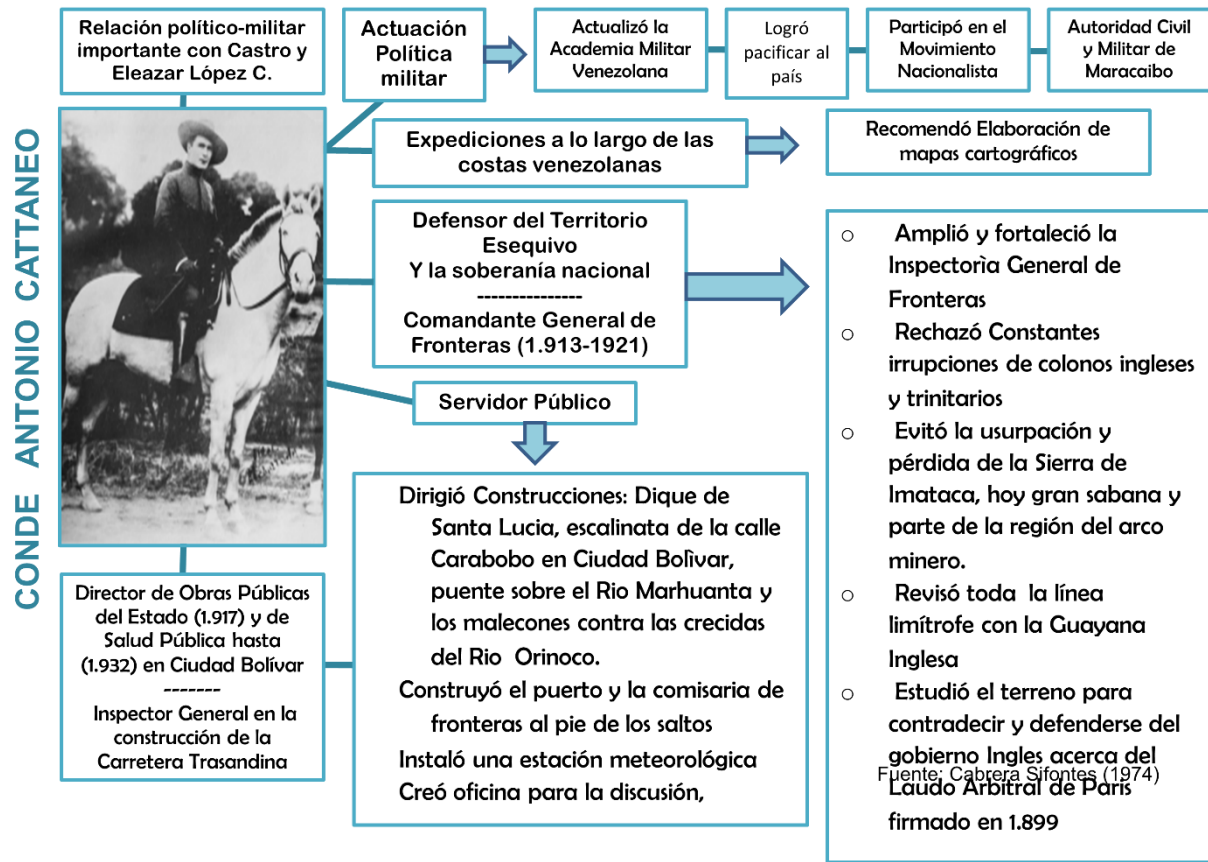 CONDE ANTONIO CATTANEO
Relación político-militar
importante con Castro y
Eleazar López C.
Actuación
Política
militar
Actualizó la
Academia Militar
Venezolana
Logró
pacificar al
país
Participó en el
Movimiento
Nacionalista
Autoridad Civil
y Militar de
Maracaibo
Expediciones a lo largo de las
costas venezolanas
Recomendó Elaboración de
mapas cartográficos
Defensor del Territorio
Esequivo
Y la soberanía nacional
---------------
Comandante General de
Fronteras (1.913-1921)
o Amplió y fortaleció la
Inspectorìa General de
Fronteras
o Rechazó Constantes
irrupciones de colonos ingleses
y trinitarios
o Evitó la usurpación y
pérdida de la Sierra de
Imataca, hoy gran sabana y
parte de la región del arco
minero.
o Revisó toda la línea
limítrofe con la Guayana
Inglesa
o Estudió el terreno para
contradecir y defenderse del
gobierno Ingles acerca del
Laudo Arbitral de Paris
firmado en 1.899
Fuente: Cabrera Sifontes (1974)
Servidor Público
Dirigió Construcciones: Dique de
Santa Lucia, escalinata de la calle
Carabobo en Ciudad Bolìvar,
puente sobre el Rio Marhuanta y
los malecones contra las crecidas
del Rio Orinoco.
Construyó el puerto y la comisaria de
fronteras al pie de los saltos
Instaló una estación meteorológica
Creó oficina para la discusión,
Director de Obras Públicas
del Estado (1.917) y de
Salud Pública hasta
(1.932) en Ciudad Bolívar
-------
Inspector General en la
construcción de la
Carretera Trasandina